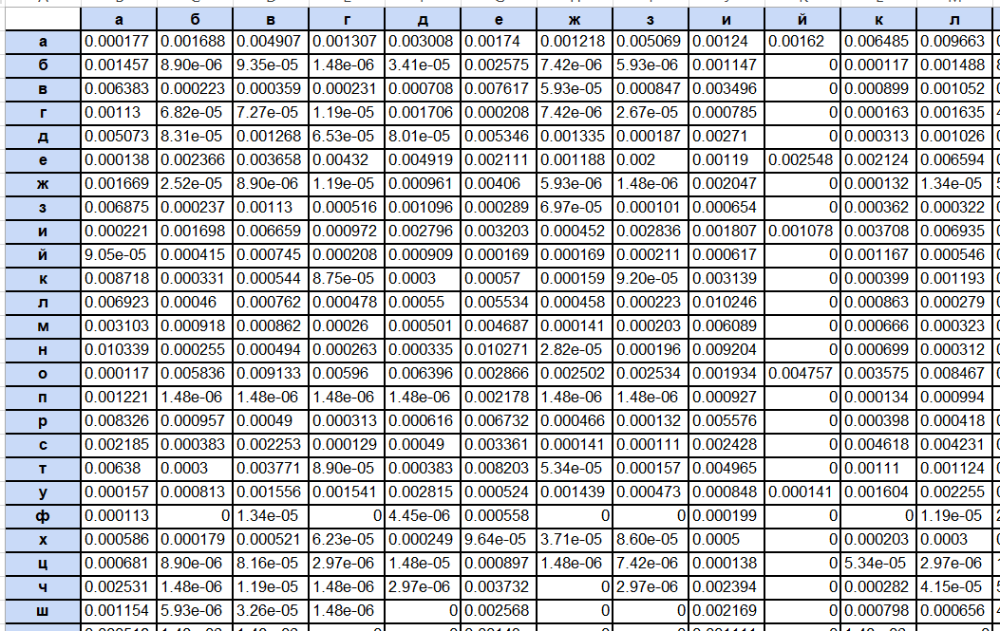 а б в г д е ж з и й к л
а 0.000177 0.001688 0.004907 0.001307 0.003008 0.00174 0.001218 0.005069 0.00124 0.00162 0.006485 0.009663
б 0.001457 8.90e-06 9.35e-05 1.48e-06 3.41e-05 0.002575 7.42e-06 5.93e-06 0.001147 0 0.000117 0.001488
в 0.006383 0.000223 0.000359 0.000231 0.000708 0.007617 5.93e-05 0.000847 0.003496 0 0.000899 0.001052
г 0.00113 6.82e-05 7.27e-05 1.19e-05 0.001706 0.000208 7.42e-06 2.67e-05 0.000785 0 0.000163 0.001635
д 0.005073 8.31e-05 0.001268 6.53e-05 8.01e-05 0.005346 0.001335 0.000187 0.00271 0 0.000313 0.001026
е 0.000138 0.002366 0.003658 0.00432 0.004919 0.002111 0.001188 0.002 0.00119 0.002548 0.002124 0.006594
ж 0.001669 2.52e-05 8.90e-06 1.19e-05 0.000961 0.00406 5.93e-06 1.48e-06 0.002047 0 0.000132 1.34e-05
з 0.006875 0.000237 0.00113 0.000516 0.001096 0.000289 6.97e-05 0.000101 0.000654 0 0.000362 0.000322
и 0.000221 0.001698 0.006659 0.000972 0.002796 0.003203 0.000452 0.002836 0.001807 0.001078 0.003708 0.006935
й 9.05e-05 0.000415 0.000745 0.000208 0.000909 0.000169 0.000169 0.000211 0.000617 0 0.001167 0.000546
к 0.008718 0.000331 0.000544 8.75e-05 0.0003 0.00057 0.000159 9.20e-05 0.003139 0 0.000399 0.001193
л 0.006923 0.00046 0.000762 0.000478 0.00055 0.005534 0.000458 0.000223 0.010246 0 0.000863 0.000279
м 0.003103 0.000918 0.000862 0.00026 0.000501 0.004687 0.000141 0.000203 0.006089 0 0.000666 0.000323
н 0.010339 0.000255 0.000494 0.000263 0.000335 0.010271 2.82e-05 0.000196 0.009204 0 0.000699 0.000312
о 0.000117 0.005836 0.009133 0.00596 0.006396 0.002866 0.002502 0.002534 0.001934 0.004757 0.003575 0.008467
п 0.001221 1.48e-06 1.48e-06 1.48e-06 1.48e-06 0.002178 1.48e-06 1.48e-06 0.000927 0 0.000134 0.000994
р 0.008326 0.000957 0.00049 0.000313 0.000616 0.006732 0.000466 0.000132 0.005576 0 0.000398 0.000418
с 0.002185 0.000383 0.002253 0.000129 0.00049 0.003361 0.000141 0.000111 0.002428 0 0.004618 0.004231
т 0.00638 0.0003 0.003771 8.90e-05 0.000383 0.008203 5.34e-05 0.000157 0.004965 0 0.00111 0.001124
у 0.000157 0.000813 0.001556 0.001541 0.002815 0.000524 0.001439 0.000473 0.000848 0.000141 0.001604 0.002255
ф 0.000113 0 1.34e-05 0 4.45e-06 0.000558 0 0 0.000199 0 0 1.19e-05
х 0.000586 0.000179 0.000521 6.23e-05 0.000249 9.64e-05 3.71e-05 8.60e-05 0.0005 0 0.000203 0.0003
ц 0.000681 8.90e-06 8.16e-05 2.97e-06 1.48e-05 0.000897 1.48e-06 7.42e-06 0.000138 0 5.34e-05 2.97e-06
ч 0.002531 1.48e-06 1.19e-05 1.48e-06 2.97e-06 0.003732 0 2.97e-06 0.002394 0 0.000282 4.15e-05
ш 0.001154 5.93e-06 3.26e-05 1.48e-06 0 0.002568 0 0 0.002169 0 0.000798 0.000656